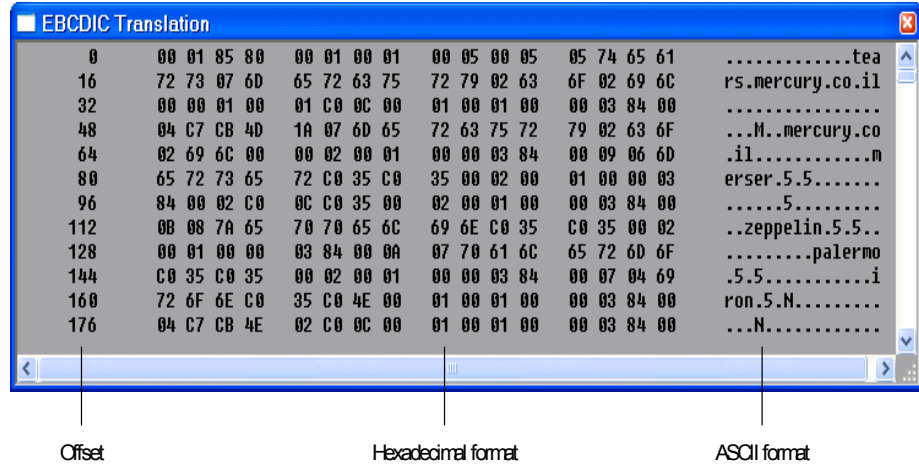 EBCDIC Translation
0 00 01 85 80 00 01 00 01 00 05 00 05 05 74 65 61 .............tea
16 72 73 07 6D 65 72 63 75 72 79 02 63 6F 02 69 6C rs.mercury.co.il
32 00 00 01 00 01 C0 0C 00 01 00 01 00 00 03 84 00 ................
48 04 C7 CB 4D 1A 07 6D 65 72 63 75 72 79 02 63 6F ...M..mercury.co
64 02 69 6C 00 00 02 00 01 00 00 03 84 00 09 06 6D .il............m
80 65 72 73 65 72 C0 35 C0 35 00 02 00 01 00 00 03 erser.5.5.......
96 84 00 02 C0 0C C0 35 00 02 00 01 00 00 03 84 00 ......5.........
112 0B 08 7A 65 70 70 65 6C 69 6E C0 35 C0 35 00 02 ..zeppelin.5.5..
128 00 01 00 00 03 84 00 0A 07 70 61 6C 65 72 6D 6F .........palermo
144 C0 35 C0 35 00 02 00 01 00 00 03 84 00 07 04 69 .5.5...........i
160 72 6F 6E C0 35 C0 4E 00 01 00 01 00 00 03 84 00 ron.5.N.........
176 04 C7 CB 4E 02 C0 0C 00 01 00 01 00 00 03 84 00 ...N............
Offset Hexadecimal format ASCII format